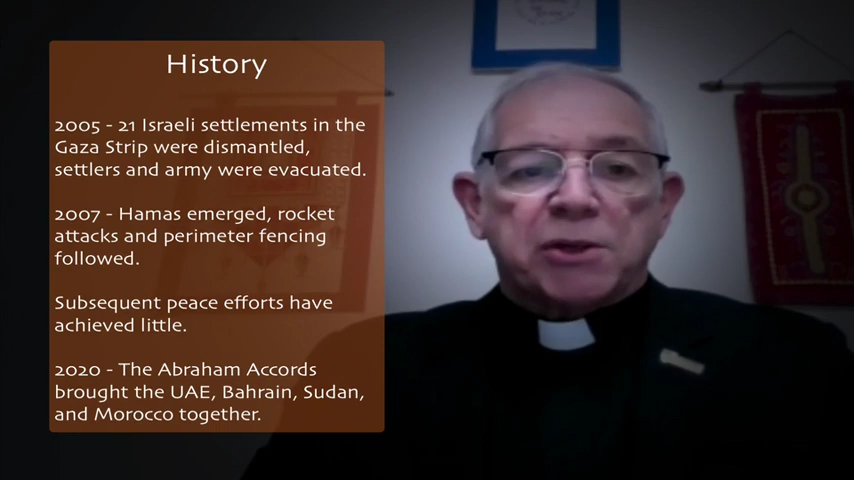 History
2005 - 21 Israeli settlements in the
Gaza Strip were dismantled,
settlers and army were evacuated.
2007 - Hamas emerged, rocket
attacks and perimeter fencing
followed.
Subsequent peace efforts have
achieved little.
2020 - The Abraham Accords
brought the UAE, Bahrain, Sudan,
and Morocco together.